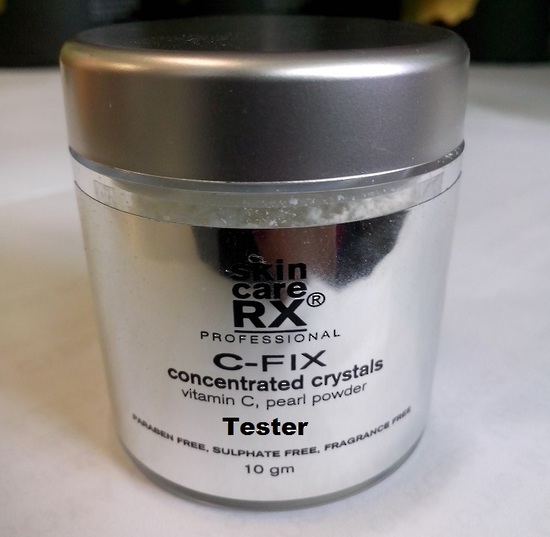 skin
care
RX®
PROFESSIONAL
C-FIX
concentrated crystals
vitamin C, pearl powder
Tester
PARABEN FREE, SULPHATE FREE, FRAGRANCE FREE
10 gm